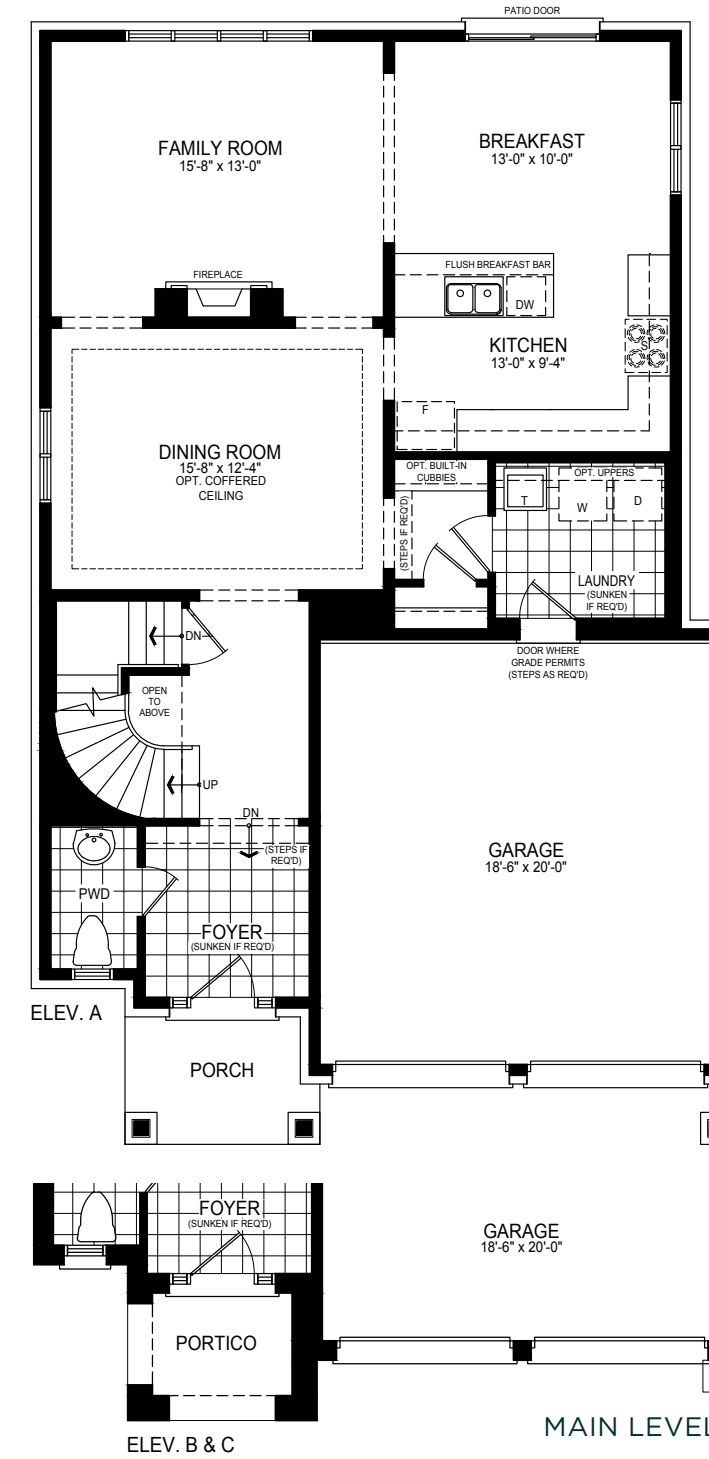 PATIO DOOR
FAMILY ROOM
15'-8" x 13'-0"
BREAKFAST
13'-0" x 10'-0"
FIREPLACE
FLUSH BREAKFAST BAR
DW
KITCHEN
13'-0" x 9'-4"
S
F
DINING ROOM
15'-8" x 12'-4"
OPT. COFFERED
CEILING
OPT. BUILT-IN
CUBBIES
(STEPS IF REQ'D)
OPT. UPPERS
T
W
D
LAUNDRY
(SUNKEN
IF REQ'D)
DN
DOOR WHERE
GRADE PERMITS
(STEPS AS REQ'D)
OPEN
TO
ABOVE
UP
DN
(STEPS IF
REQ'D)
GARAGE
18'-6" x 20'-0"
PWD
FOYER
(SUNKEN IF REQ'D)
ELEV. A
PORCH
FOYER
(SUNKEN IF REQ'D)
GARAGE
18'-6" x 20'-0"
PORTICO
MAIN LEVEL
ELEV. B & C